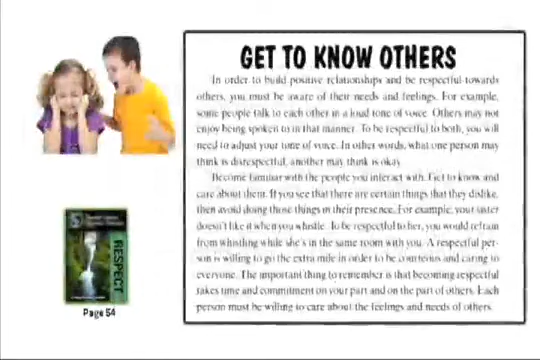 GET TO KNOW OTHERS
In order to build positive relationships and be respectful towards
others, you must be aware of their needs and feelings. For example,
some people talk to each other in a loud tone of voice. Others may not
enjoy being spoken to in that manner. To be respectful to both, you will
need to adjust your tone of voice. In other words, what one person may
think is disrespectful, another may think is okay.
Become familiar with the people you interact with. Get to know and
care about them. If you see that there are certain things that they dislike,
then avoid doing those things in their presence. For example, your sister
doesn't like it when you whistle. To be respectful to her, you would refrain
from whistling while she's in the same room with you. A respectful per-
son is willing to go the extra mile in order to be courteous and caring to
everyone. The important thing to remember is that becoming respectful
takes time and commitment on your part and on the part of others. Each
person must be willing to care about the feelings and needs of others.
RESPECT
Page 54